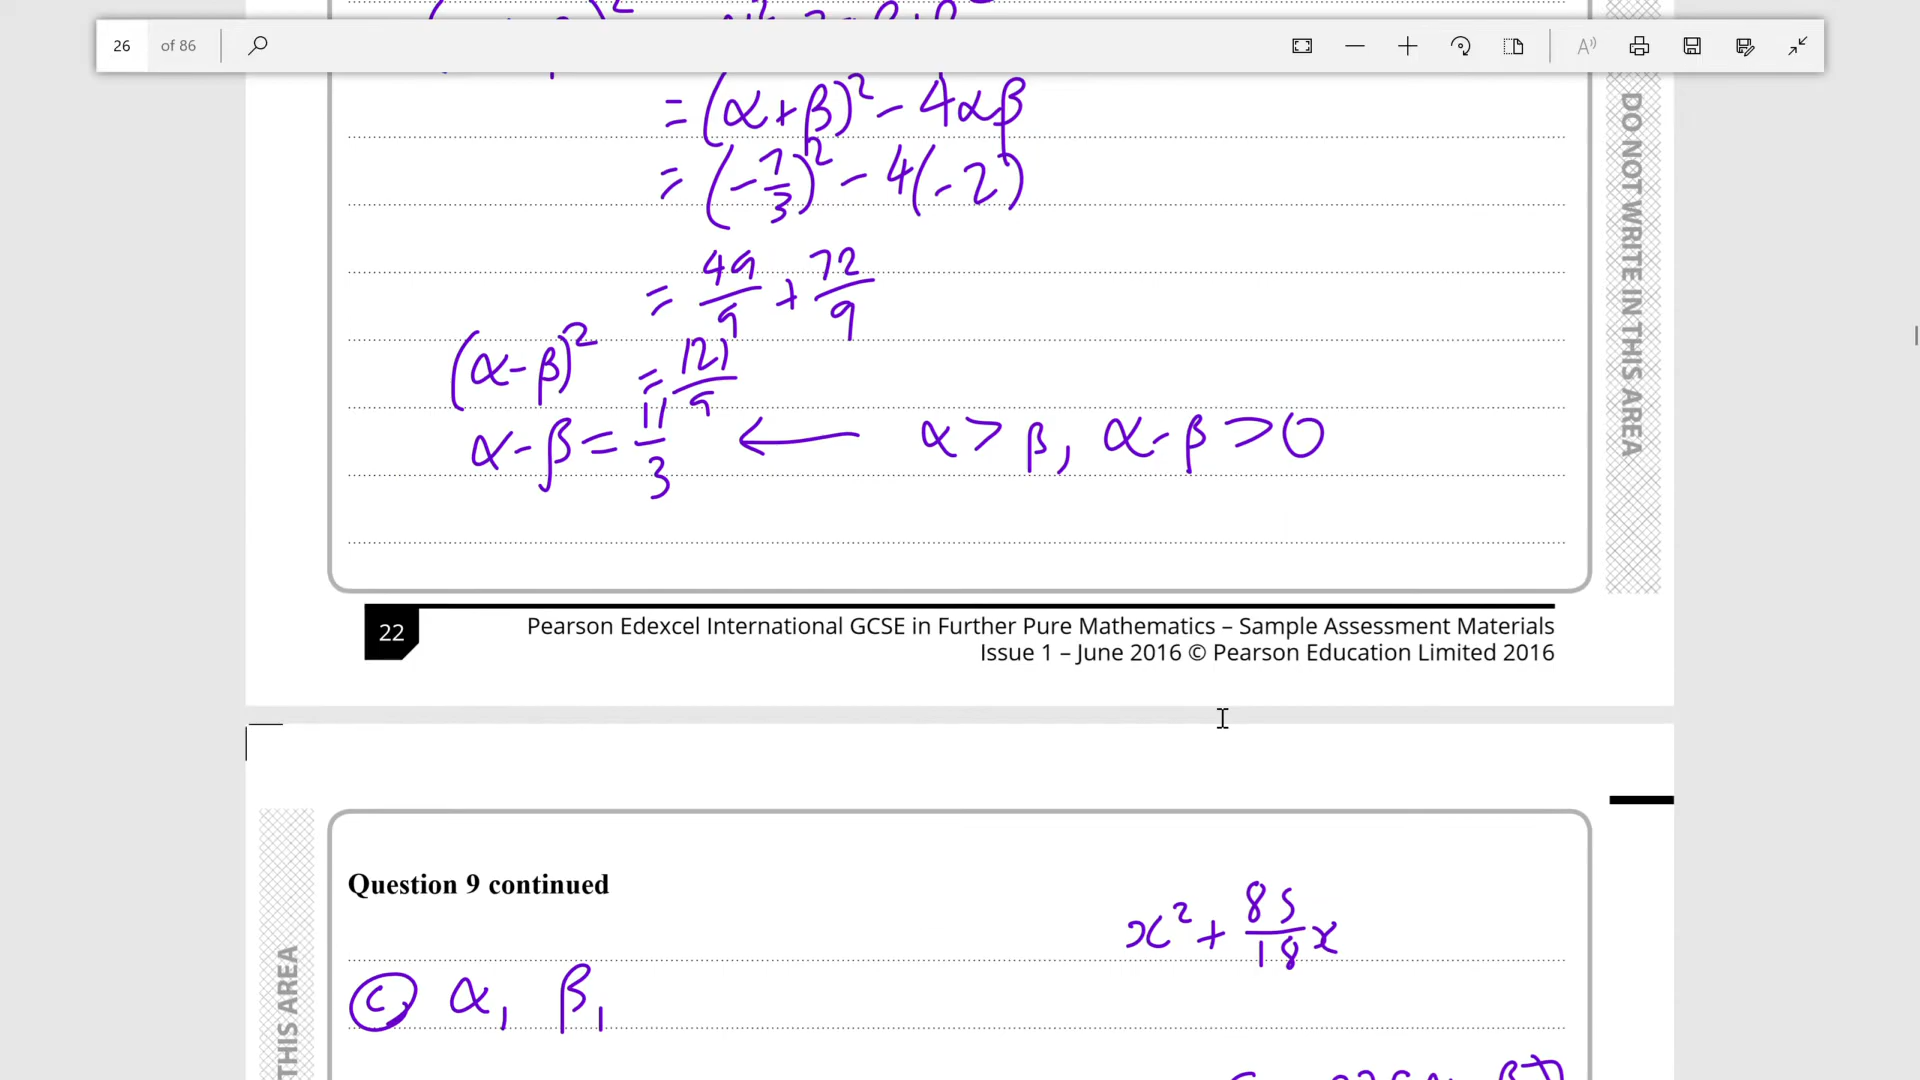 26 of 86
= (α+β)² - 4αβ
= (-7/3)² - 4(-2)
= 49/9 + 72/9
(α-β)² = 121/9
α-β = 11/3 ← α > β, α-β > 0
DO NOT WRITE IN THIS AREA
22
Pearson Edexcel International GCSE in Further Pure Mathematics – Sample Assessment Materials
Issue 1 – June 2016 © Pearson Education Limited 2016
Question 9 continued
x² + 85/18 x
(c) α, β,
THIS AREA